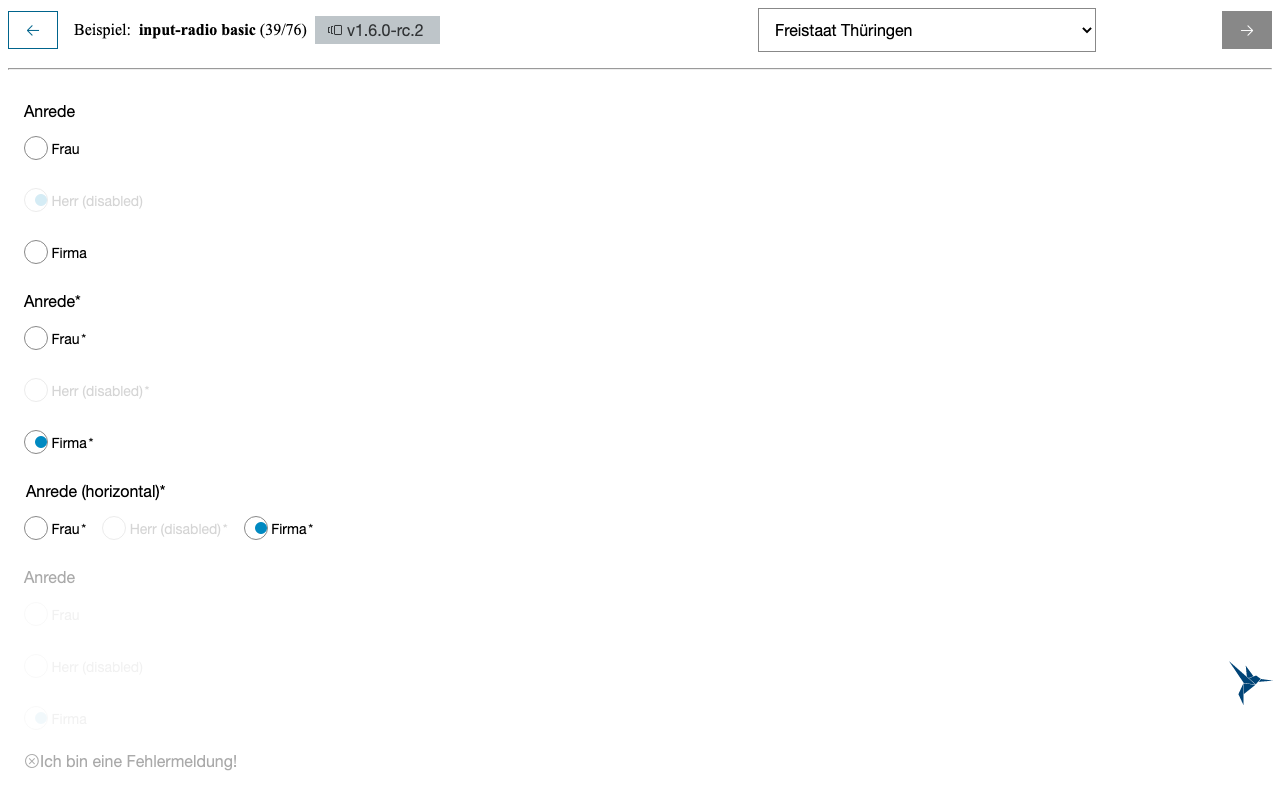 Beispiel: input-radio basic (39/76) v1.6.0-rc.2 Freistaat Thüringen
Anrede
Frau
Herr (disabled)
Firma
Anrede*
Frau*
Herr (disabled)*
Firma*
Anrede (horizontal)*
Frau* Herr (disabled)* Firma*
Anrede
Frau
Herr (disabled)
Firma
Ich bin eine Fehlermeldung!